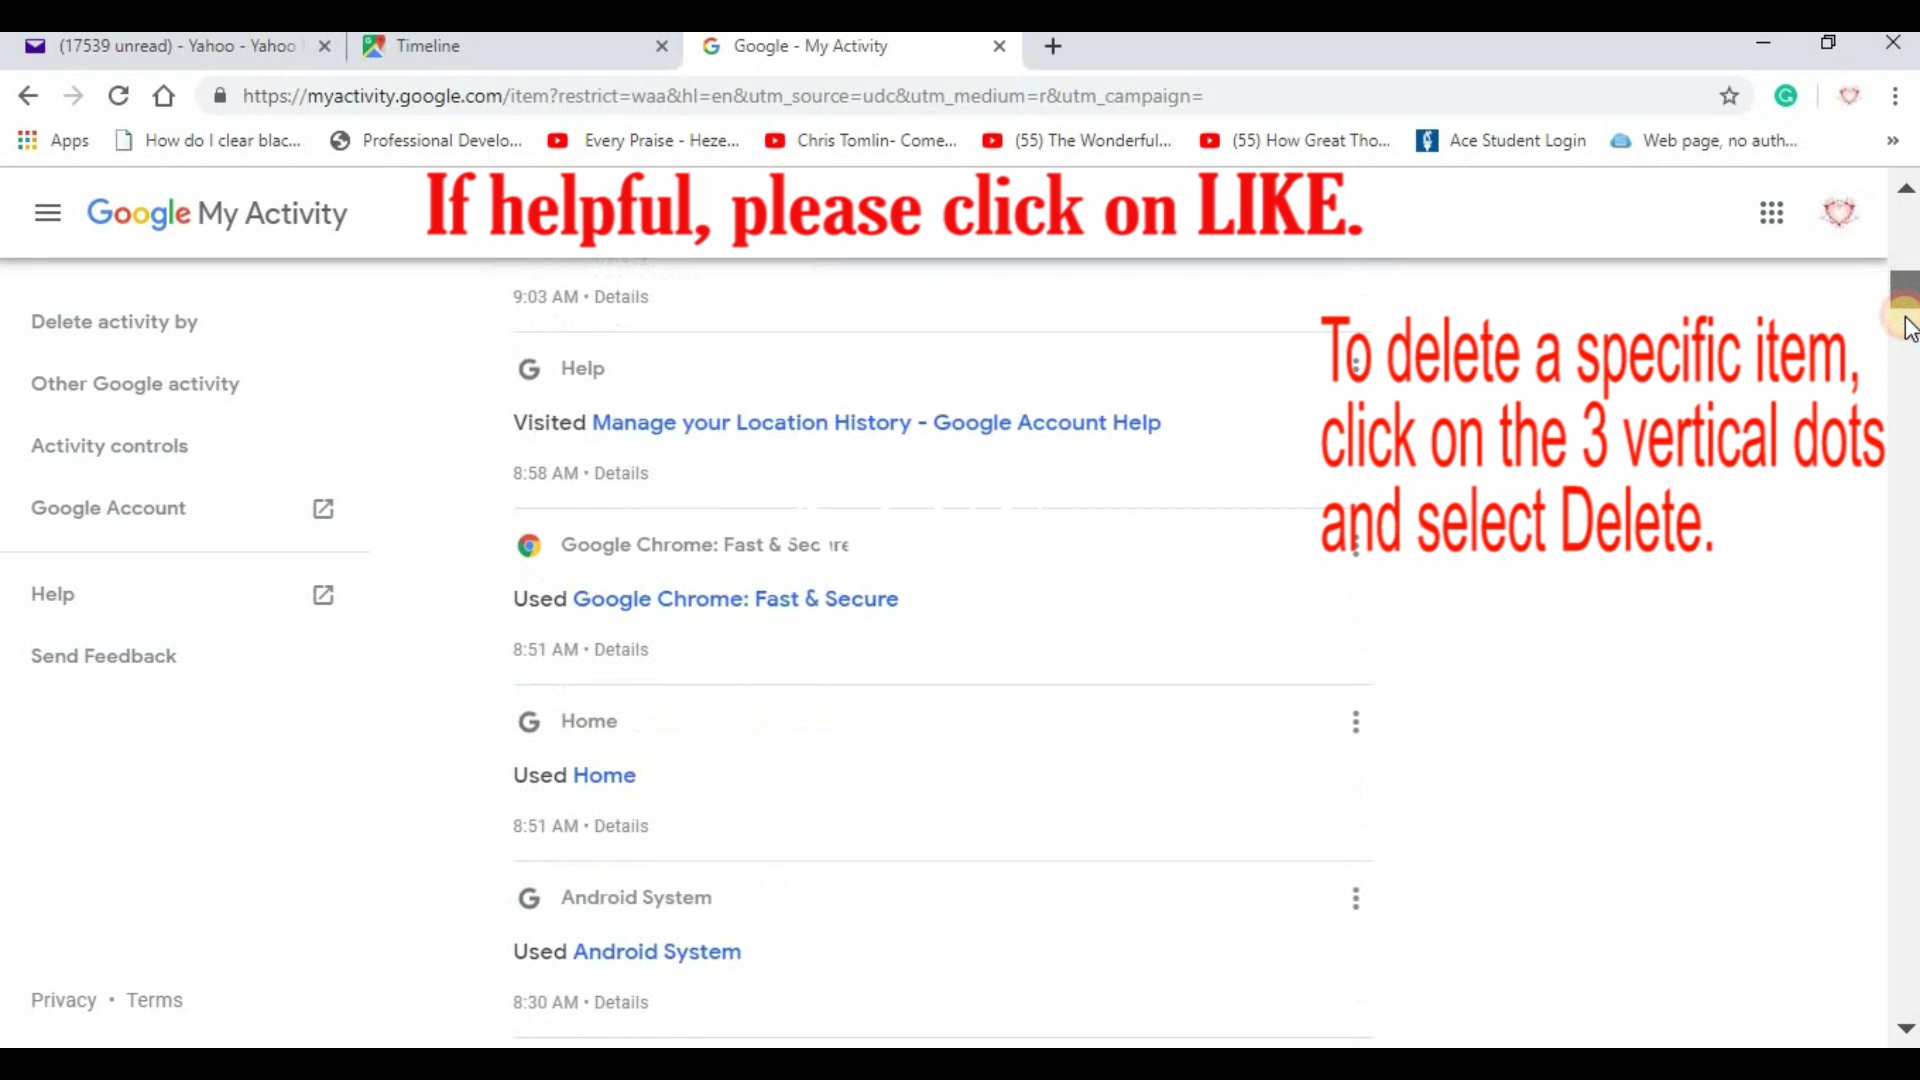 (17539 unread) - Yahoo - Yahoo
Timeline
Google - My Activity
https://myactivity.google.com/item?restrict=waa&hl=en&utm_source=udc&utm_medium=r&utm_campaign=
Apps
How do I clear blac...
Professional Develo...
Every Praise - Heze...
Chris Tomlin- Come...
(55) The Wonderful...
(55) How Great Tho...
Ace Student Login
Web page, no auth...
Google My Activity
If helpful, please click on LIKE.
Delete activity by
Other Google activity
Activity controls
Google Account
Help
Send Feedback
Privacy • Terms
9:03 AM • Details
Help
Visited Manage your Location History - Google Account Help
8:58 AM • Details
Google Chrome: Fast & Secure
Used Google Chrome: Fast & Secure
8:51 AM • Details
Home
Used Home
8:51 AM • Details
Android System
Used Android System
8:30 AM • Details
To delete a specific item,
click on the 3 vertical dots
and select Delete.